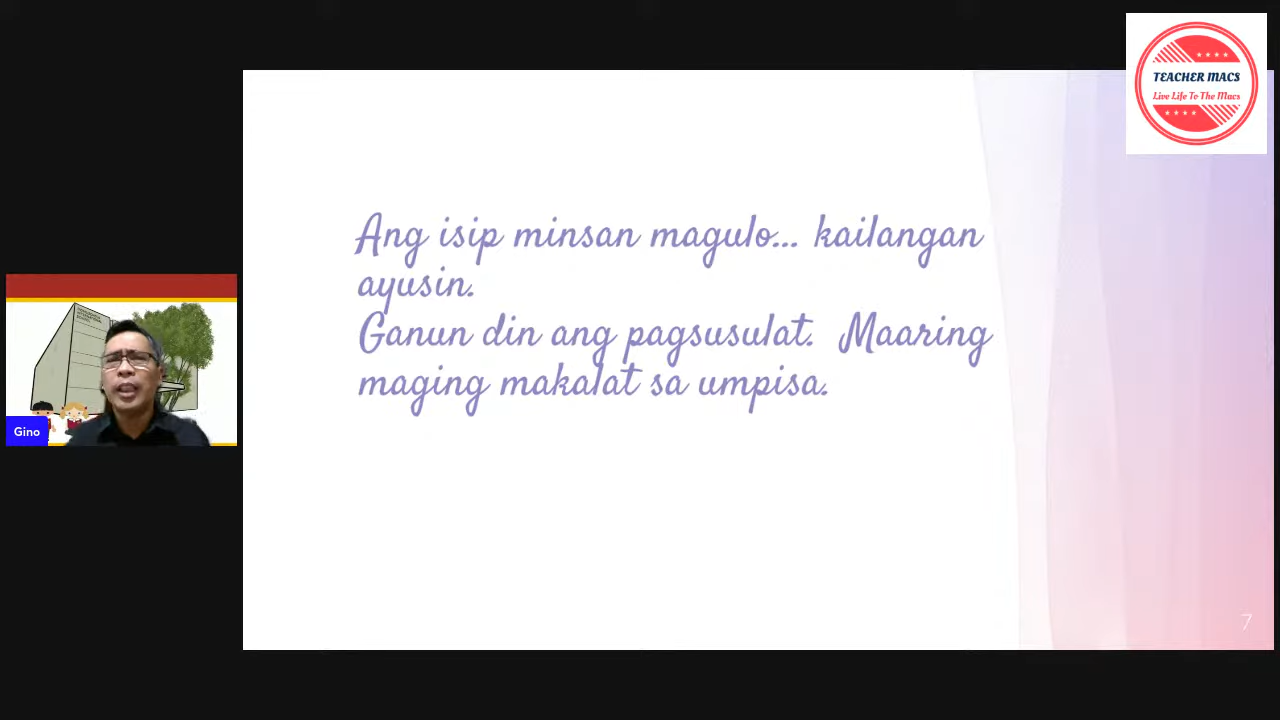 TEACHER MACS
Live Life To The Macs
Ang isip minsan magulo... kailangan
ayusin.
Ganun din ang pagsusulat.  Maaring
maging makalat sa umpisa.
Gino
7